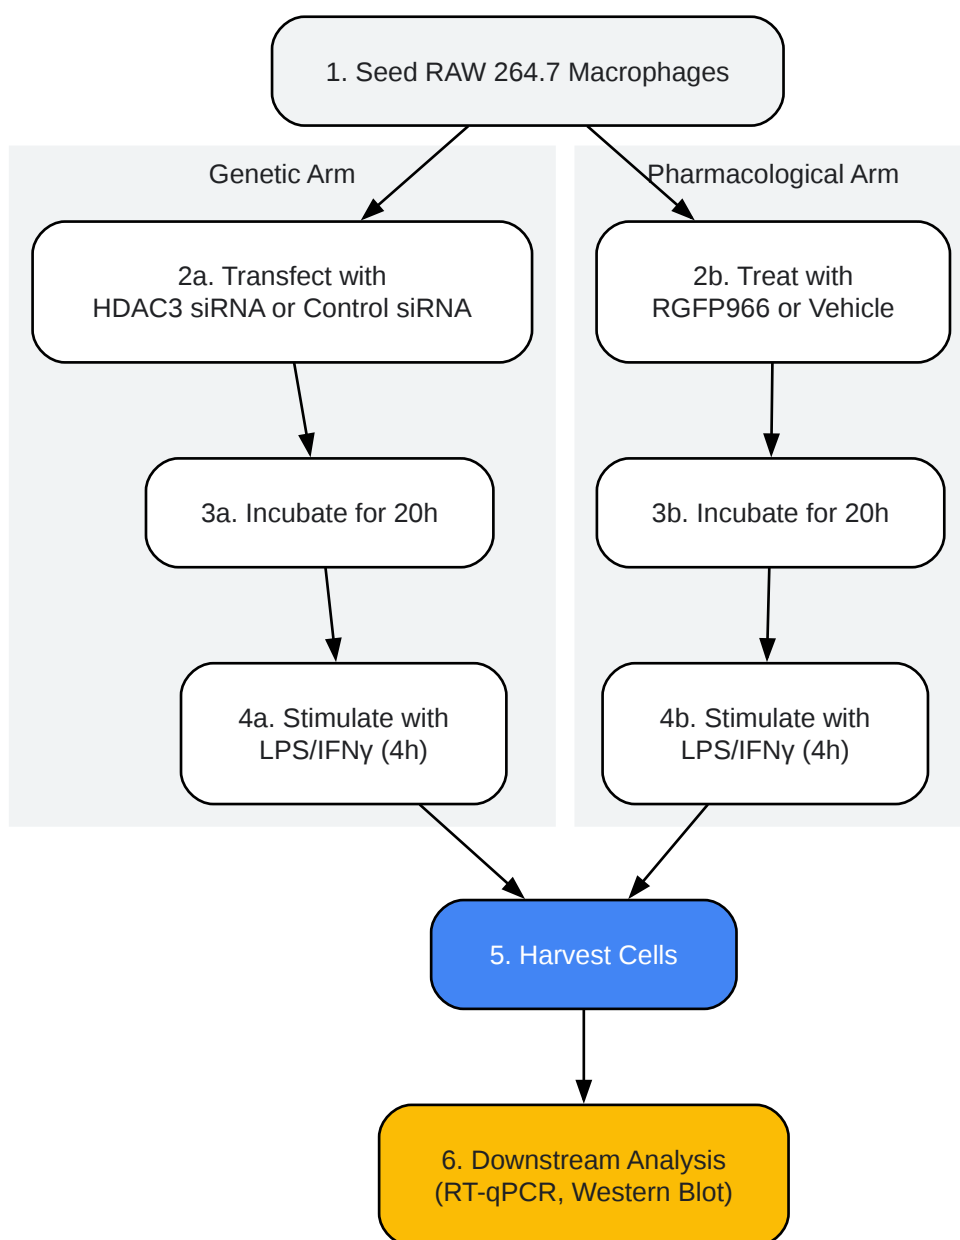 1. Seed RAW 264.7 Macrophages
Genetic Arm
Pharmacological Arm
2a. Transfect with
HDAC3 siRNA or Control siRNA
2b. Treat with
RGFP966 or Vehicle
3a. Incubate for 20h
3b. Incubate for 20h
4a. Stimulate with
LPS/IFNγ (4h)
4b. Stimulate with
LPS/IFNγ (4h)
5. Harvest Cells
6. Downstream Analysis
(RT-qPCR, Western Blot)